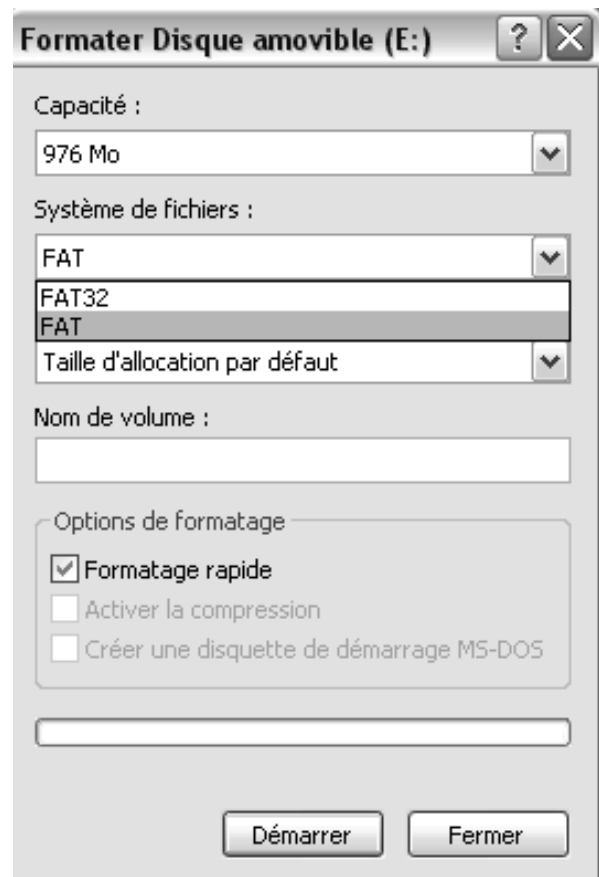 Formater Disque amovible (E:)
Capacité :
976 Mo
Système de fichiers :
FAT
FAT32
FAT
Taille d'allocation par défaut
Nom de volume :
Options de formatage
Formatage rapide
Activer la compression
Créer une disquette de démarrage MS-DOS
Démarrer Fermer